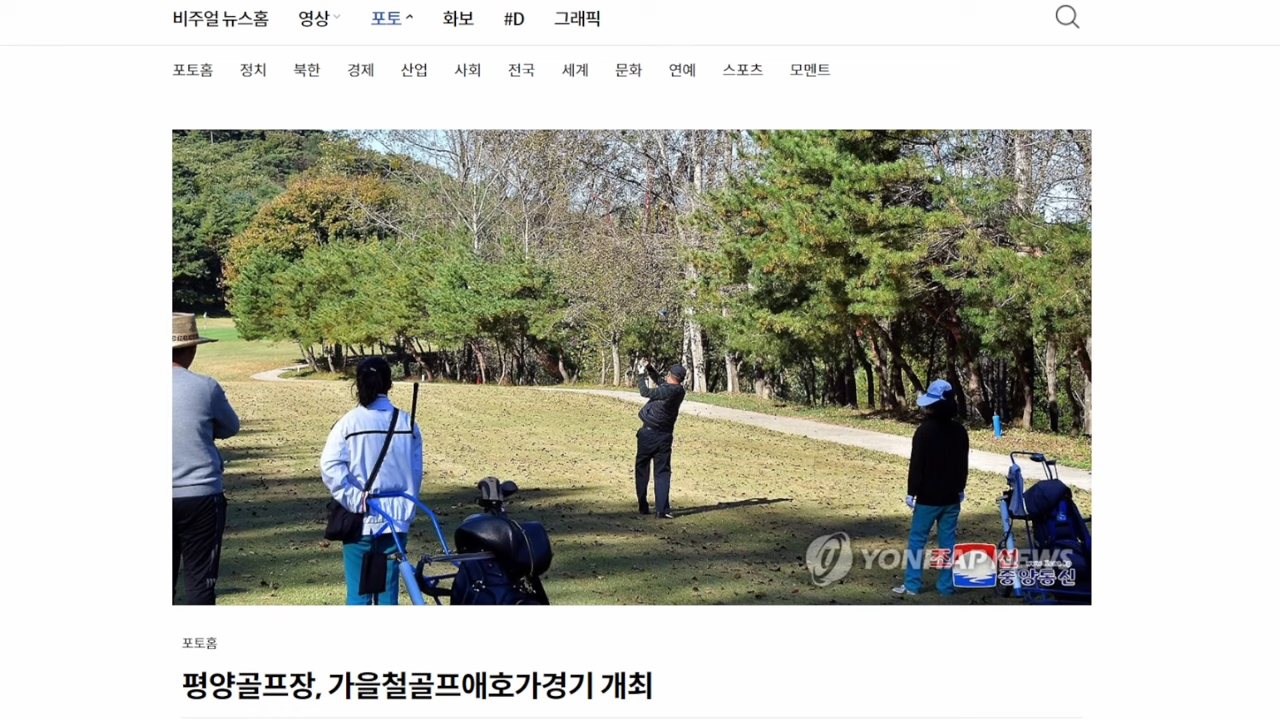 비주얼 뉴스홈 영상 포토 화보 #D 그래픽
포토홈 정치 북한 경제 산업 사회 전국 세계 문화 연예 스포츠 모멘트
YONHAP NEWS
중앙통신
포토홈
평양골프장, 가을철골프애호가경기 개최